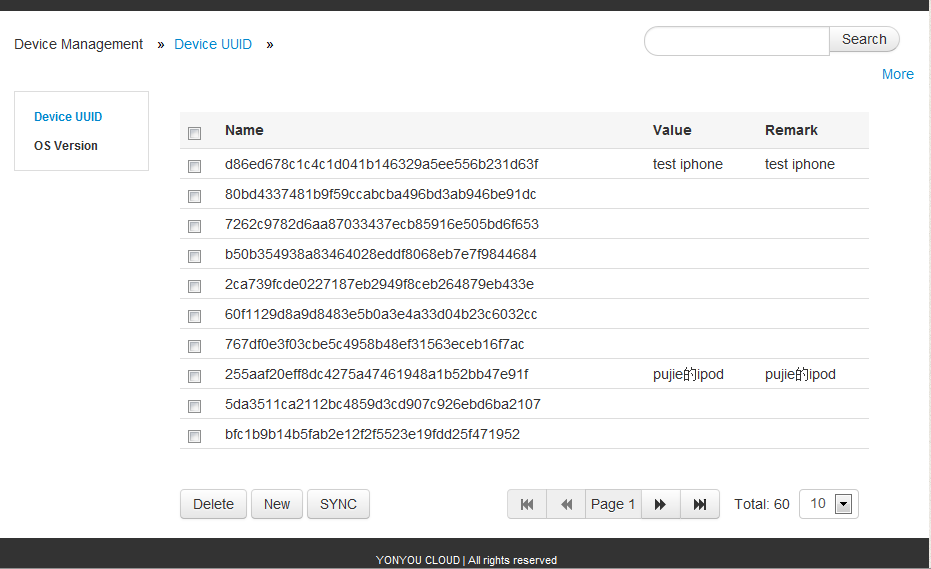 Device Management » Device UUID »
Search
More
Device UUID
OS Version
Name Value Remark
d86ed678c1c4c1d041b146329a5ee556b231d63f test iphone test iphone
80bd4337481b9f59ccabcba496bd3ab946be91dc
7262c9782d6aa87033437ecb85916e505bd6f653
b50b354938a83464028eddf8068eb7e7f9844684
2ca739fcde0227187eb2949f8ceb264879eb433e
60f1129d8a9d8483e5b0a3e4a33d04b23c6032cc
767df0e3f03cbe5c4958b48ef31563eceb16f7ac
255aaf20eff8dc4275a47461948a1b52bb47e91f pujie的ipod pujie的ipod
5da3511ca2112bc4859d3cd907c926ebd6ba2107
bfc1b9b14b5fab2e12f2f5523e19fdd25f471952
Delete New SYNC Page 1 Total: 60 10
YONYOU CLOUD | All rights reserved